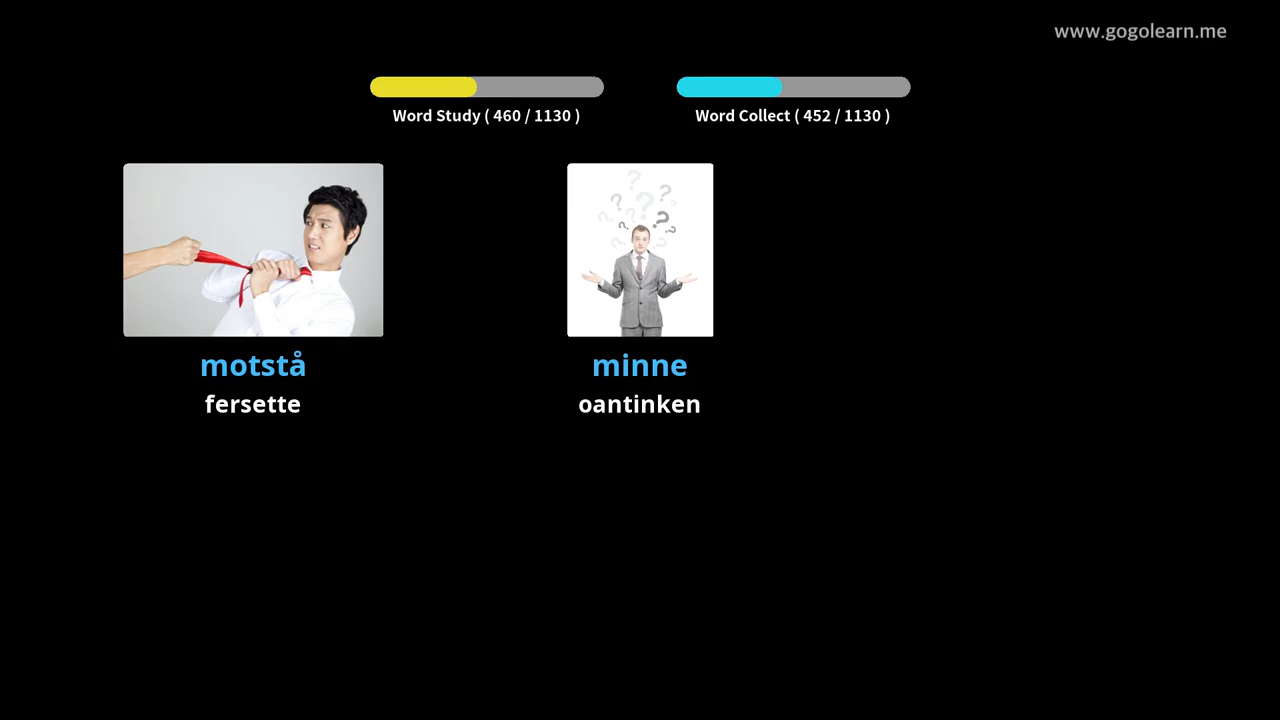 www.gogolearn.me
Word Study ( 460 / 1130 )
Word Collect ( 452 / 1130 )
motstå
fersette
minne
oantinken